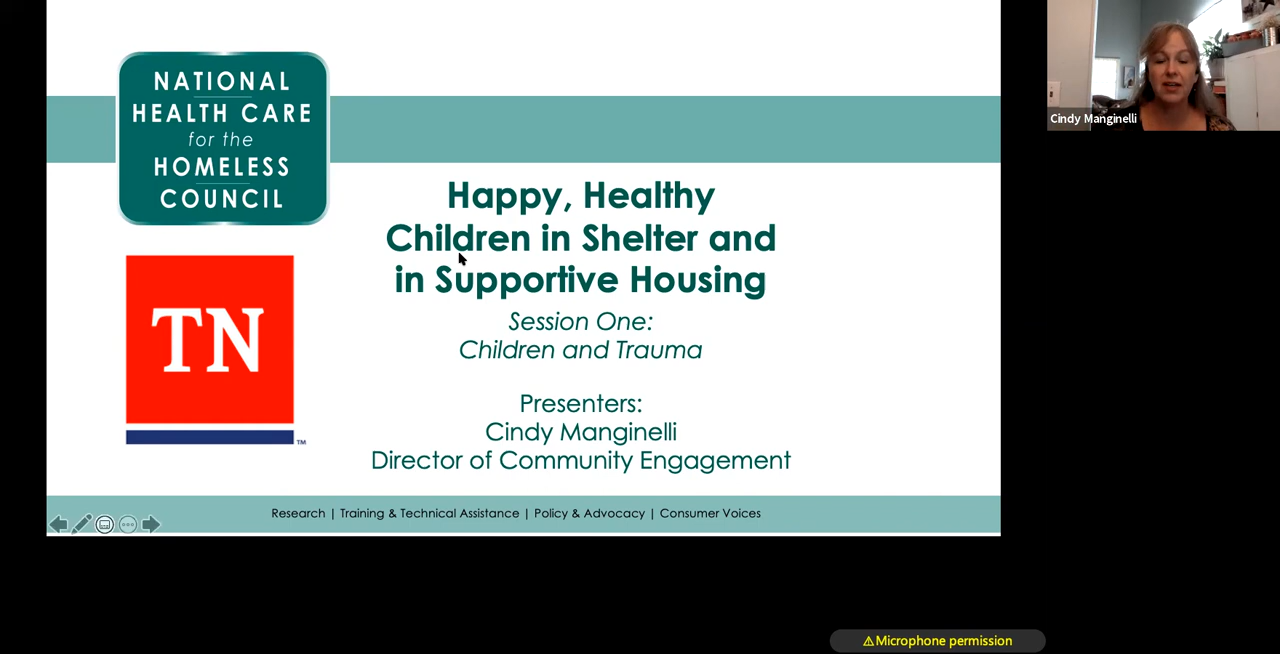 NATIONAL
HEALTH CARE
for the
HOMELESS
COUNCIL
TN
TM
Happy, Healthy
Children in Shelter and
in Supportive Housing
Session One:
Children and Trauma
Presenters:
Cindy Manginelli
Director of Community Engagement
Research | Training & Technical Assistance | Policy & Advocacy | Consumer Voices
Cindy Manginelli
⚠Microphone permission